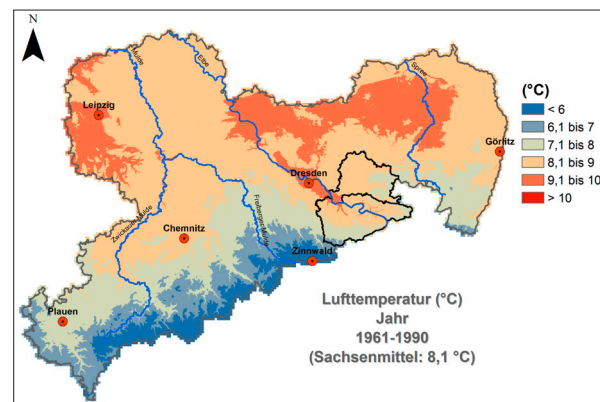 N
Mulde
Elbe
Spree
Leipzig
(°C)
< 6
6,1 bis 7
7,1 bis 8
8,1 bis 9
9,1 bis 10
> 10
Görlitz
Dresden
Zwickauer Mulde
Freiberger Mulde
Chemnitz
Zinnwald
Plauen
Lufttemperatur (°C)
Jahr
1961-1990
(Sachsenmittel: 8,1 °C)